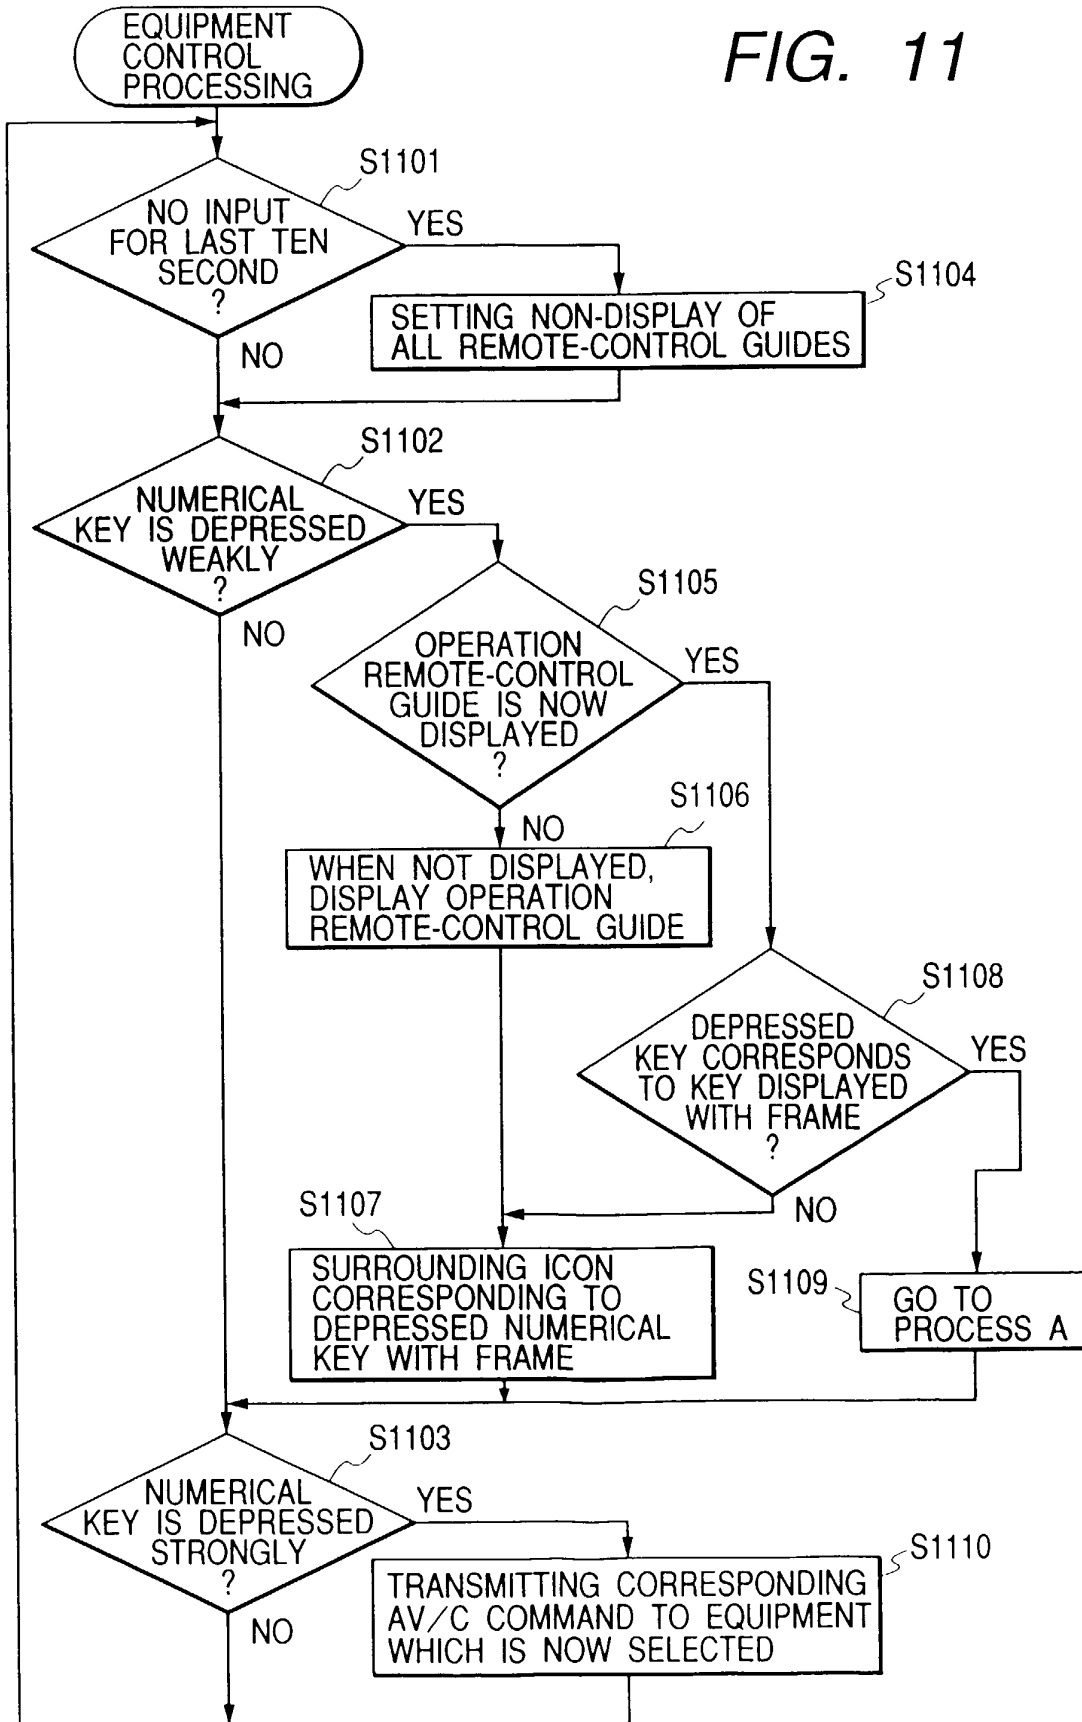 EQUIPMENT
CONTROL
PROCESSING
FIG. 11
S1101
NO INPUT
FOR LAST TEN
SECOND
?
YES
NO
S1104
SETTING NON-DISPLAY OF
ALL REMOTE-CONTROL GUIDES
S1102
NUMERICAL
KEY IS DEPRESSED
WEAKLY
?
YES
NO
S1105
OPERATION
REMOTE-CONTROL
GUIDE IS NOW
DISPLAYED
?
YES
NO
S1106
WHEN NOT DISPLAYED,
DISPLAY OPERATION
REMOTE-CONTROL GUIDE
S1108
DEPRESSED
KEY CORRESPONDS
TO KEY DISPLAYED
WITH FRAME
?
YES
NO
S1107
SURROUNDING ICON
CORRESPONDING TO
DEPRESSED NUMERICAL
KEY WITH FRAME
S1109
GO TO
PROCESS A
S1103
NUMERICAL
KEY IS DEPRESSED
STRONGLY
?
YES
NO
S1110
TRANSMITTING CORRESPONDING
AV/C COMMAND TO EQUIPMENT
WHICH IS NOW SELECTED